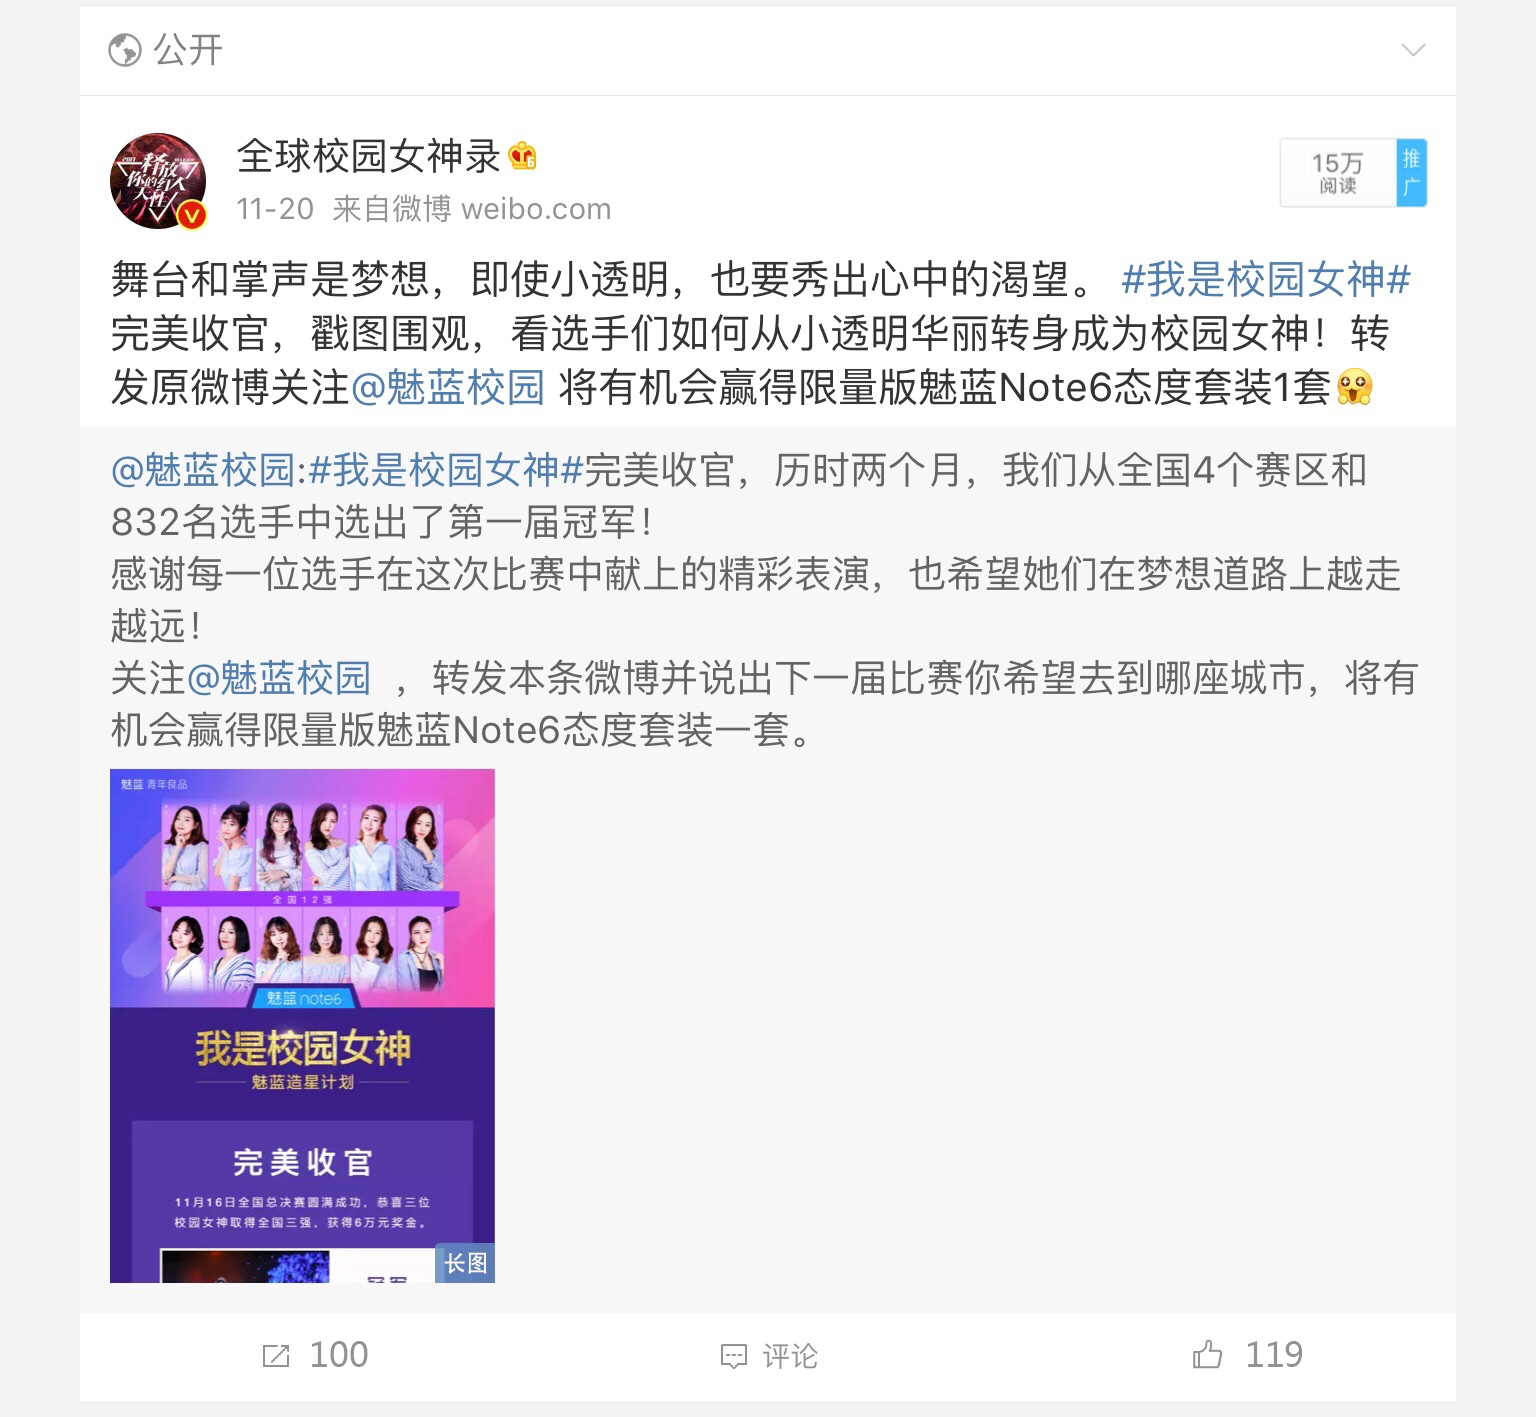 公开
全球校园女神录
15万
阅读
推广
11-20 来自微博 weibo.com
舞台和掌声是梦想，即使小透明，也要秀出心中的渴望。 #我是校园女神#
完美收官，戳图围观，看选手们如何从小透明华丽转身成为校园女神！转
发原微博关注@魅蓝校园 将有机会赢得限量版魅蓝Note6态度套装1套
@魅蓝校园:#我是校园女神#完美收官，历时两个月，我们从全国4个赛区和
832名选手中选出了第一届冠军！
感谢每一位选手在这次比赛中献上的精彩表演，也希望她们在梦想道路上越走
越远！
关注@魅蓝校园 ，转发本条微博并说出下一届比赛你希望去到哪座城市，将有
机会赢得限量版魅蓝Note6态度套装一套。
魅蓝 青年良品
全国12强
魅蓝note6
我是校园女神
魅蓝造星计划
完美收官
11月16日全国总决赛圆满成功，恭喜三位
校园女神取得全国三强，获得6万元奖金。
长图
100
评论
119